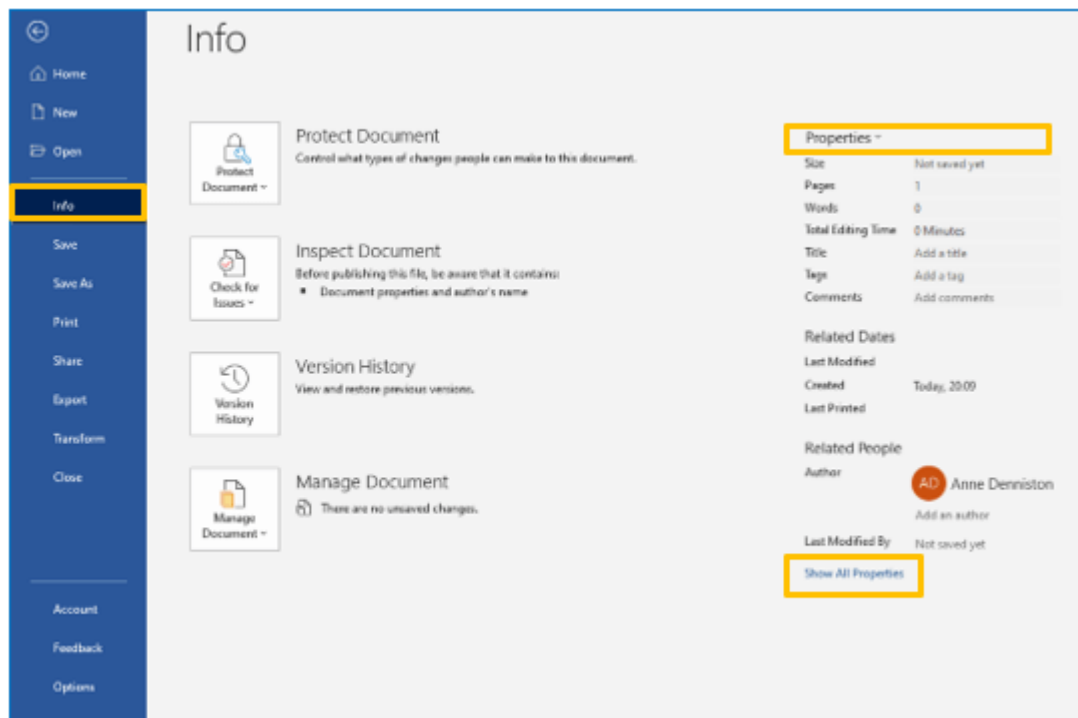 Info
Home
New
Open
Info
Save
Save As
Print
Share
Export
Transform
Close
Account
Feedback
Options
Protect Document
Protect Document
Control what types of changes people can make to this document.
Check for Issues
Inspect Document
Before publishing this file, be aware that it contains:
Document properties and author's name
Version History
Version History
View and restore previous versions.
Manage Document
Manage Document
There are no unsaved changes.
Properties
Size Not saved yet
Pages 1
Words 0
Total Editing Time 0 Minutes
Title Add a title
Tags Add a tag
Comments Add comments
Related Dates
Last Modified
Created Today, 20:09
Last Printed
Related People
Author AD Anne Denniston
Add an author
Last Modified By Not saved yet
Show All Properties